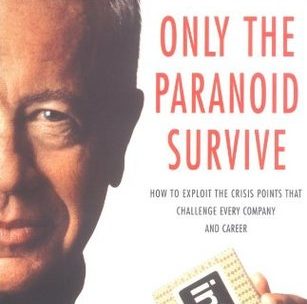 ONLY THE
PARANOID
SURVIVE
HOW TO EXPLOIT THE CRISIS POINTS THAT
CHALLENGE EVERY COMPANY
AND CAREER